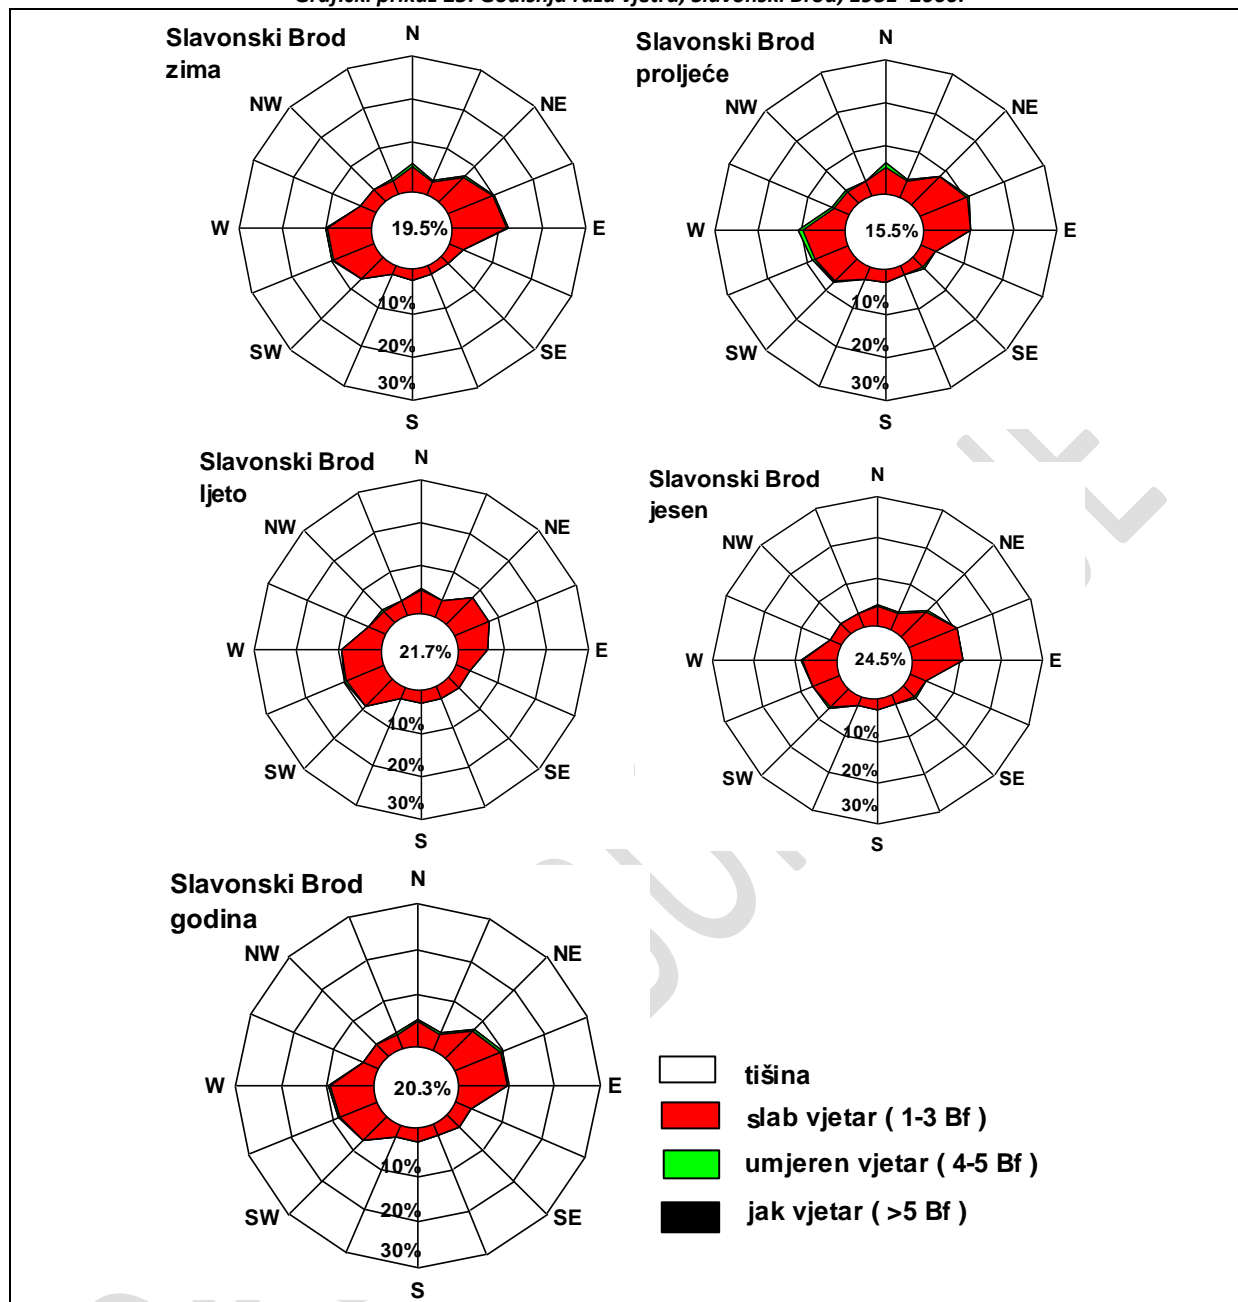 Slavonski Brod
zima
N
NE
E
SE
S
SW
W
NW
19.5%
10%
20%
30%
Slavonski Brod
proljeće
N
NE
E
SE
S
SW
W
NW
15.5%
10%
20%
30%
Slavonski Brod
ljeto
N
NE
E
SE
S
SW
W
NW
21.7%
10%
20%
30%
Slavonski Brod
jesen
N
NE
E
SE
S
SW
W
NW
24.5%
10%
20%
30%
Slavonski Brod
godina
N
NE
E
SE
S
SW
W
NW
20.3%
10%
20%
30%
tišina
slab vjetar ( 1-3 Bf )
umjeren vjetar ( 4-5 Bf )
jak vjetar ( >5 Bf )